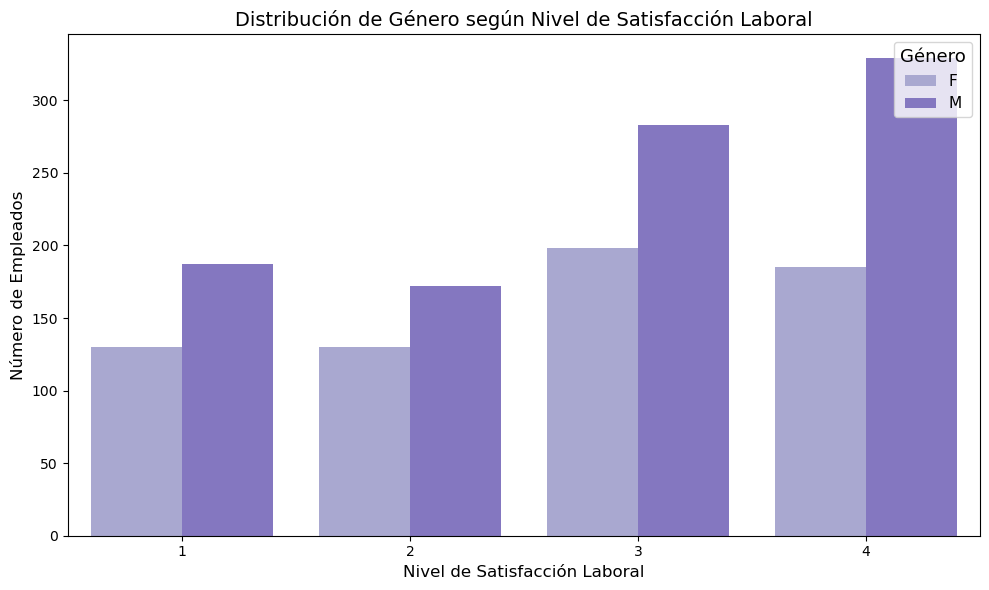 Distribución de Género según Nivel de Satisfacción Laboral
Número de Empleados
300
250
200
150
100
50
0
Género
F
M
1 2 3 4
Nivel de Satisfacción Laboral